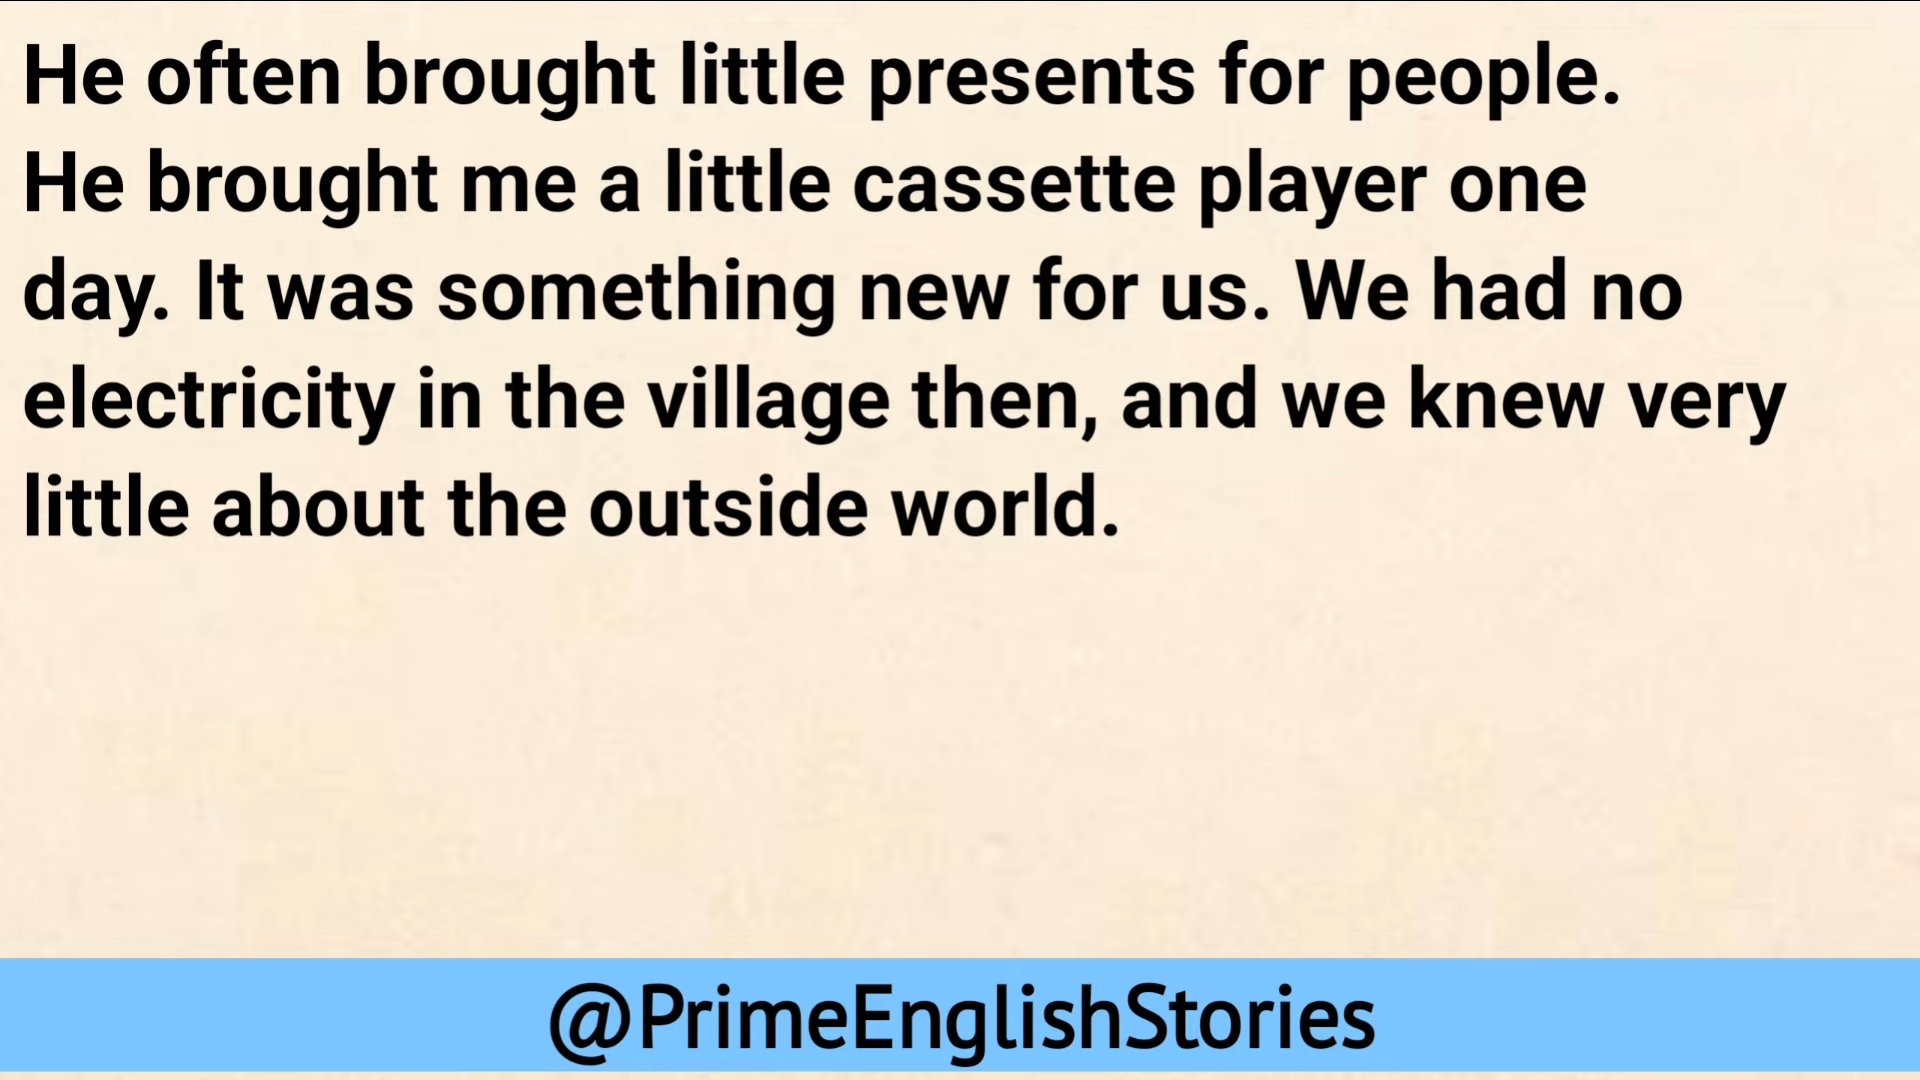 He often brought little presents for people.
He brought me a little cassette player one
day. It was something new for us. We had no
electricity in the village then, and we knew very
little about the outside world.
@PrimeEnglishStories